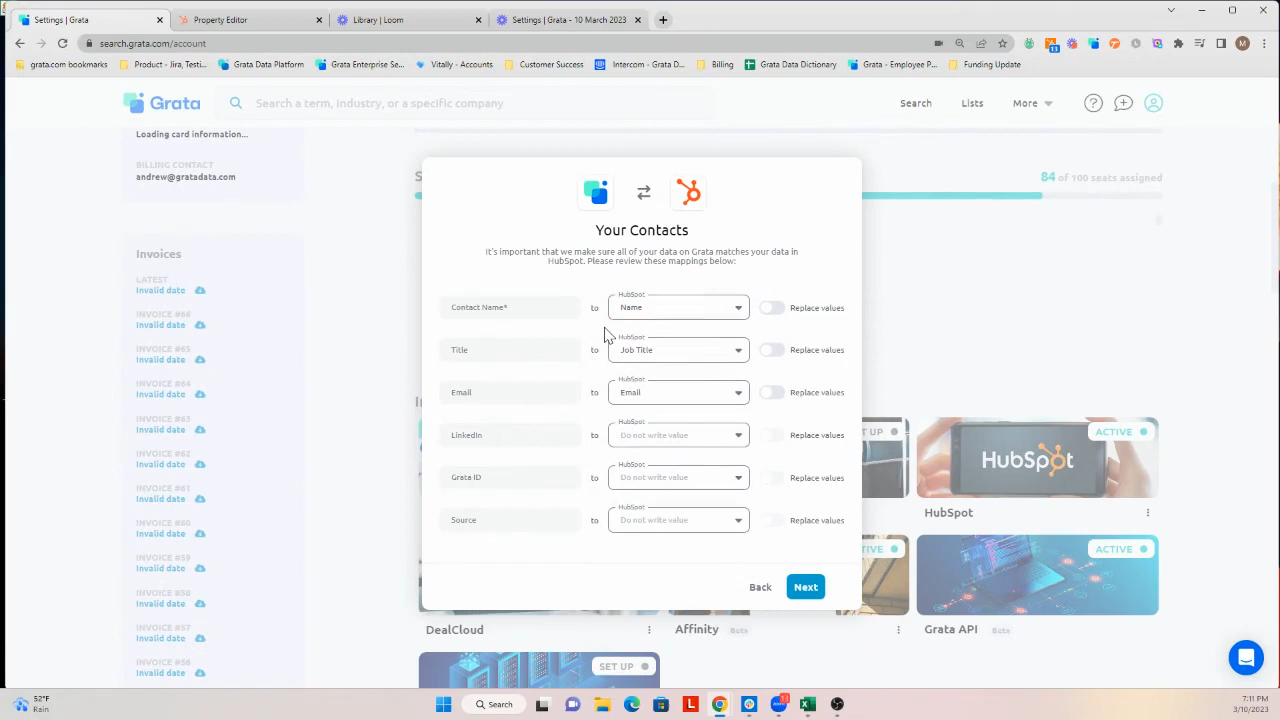 Settings | Grata
Property Editor
Library | Loom
Settings | Grata - 10 March 2023
search.grata.com/account
M
grata.com bookmarks
Product - Jira, Testi...
Grata Data Platform
Grata Enterprise Se...
Vitally - Accounts
Customer Success
Intercom - Grata D...
Billing
Grata Data Dictionary
Grata - Employee P...
Funding Update
Grata
Search a term, industry, or a specific company
Search
Lists
More
Loading card information...
BILLING CONTACT
andrew@gratadata.com
84 of 100 seats assigned
Invoices
LATEST
Invalid date
INVOICE #66
Invalid date
INVOICE #65
Invalid date
INVOICE #64
Invalid date
INVOICE #63
Invalid date
INVOICE #62
Invalid date
INVOICE #61
Invalid date
INVOICE #60
Invalid date
INVOICE #59
Invalid date
INVOICE #58
Invalid date
INVOICE #57
Invalid date
INVOICE #56
Invalid date
Your Contacts
It's important that we make sure all of your data on Grata matches your data in
HubSpot. Please review these mappings below:
Contact Name* to HubSpot Name Replace values
Title to HubSpot Job Title Replace values
Email to HubSpot Email Replace values
LinkedIn to HubSpot Do not write value Replace values
Grata ID to HubSpot Do not write value Replace values
Source to HubSpot Do not write value Replace values
Back
Next
ACTIVE
HubSpot
HubSpot
ACTIVE
DealCloud
Affinity Beta
Grata API Beta
SET UP
52°F
Rain
Search
7:11 PM
3/10/2023